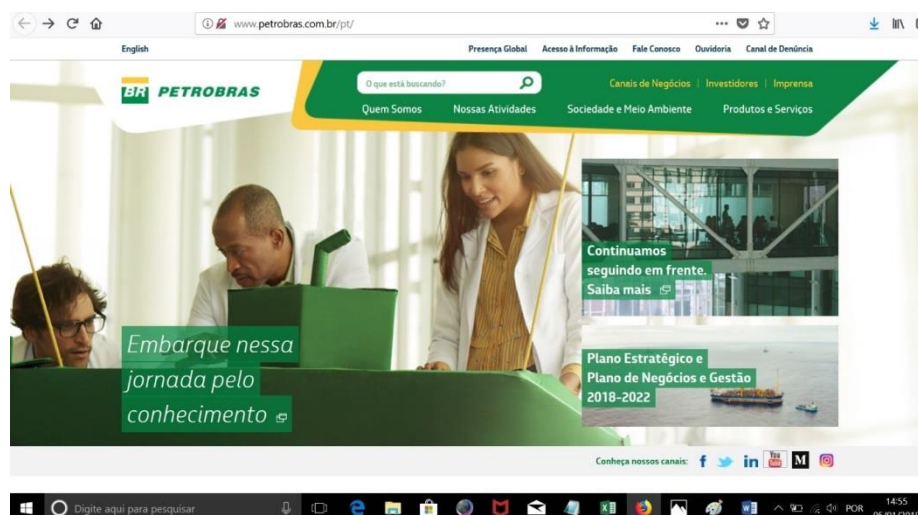 www.petrobras.com.br/pt/
English
Presença Global Acesso à Informação Fale Conosco Ouvidoria Canal de Denúncia
BR PETROBRAS
O que está buscando?
Canais de Negócios | Investidores | Imprensa
Quem Somos Nossas Atividades Sociedade e Meio Ambiente Produtos e Serviços
Embarque nessa
jornada pelo
conhecimento
Continuamos
seguindo em frente.
Saiba mais
Plano Estratégico e
Plano de Negócios e Gestão
2018-2022
Conheça nossos canais: f in You Tube M
Digite aqui para pesquisar
POR
14:55